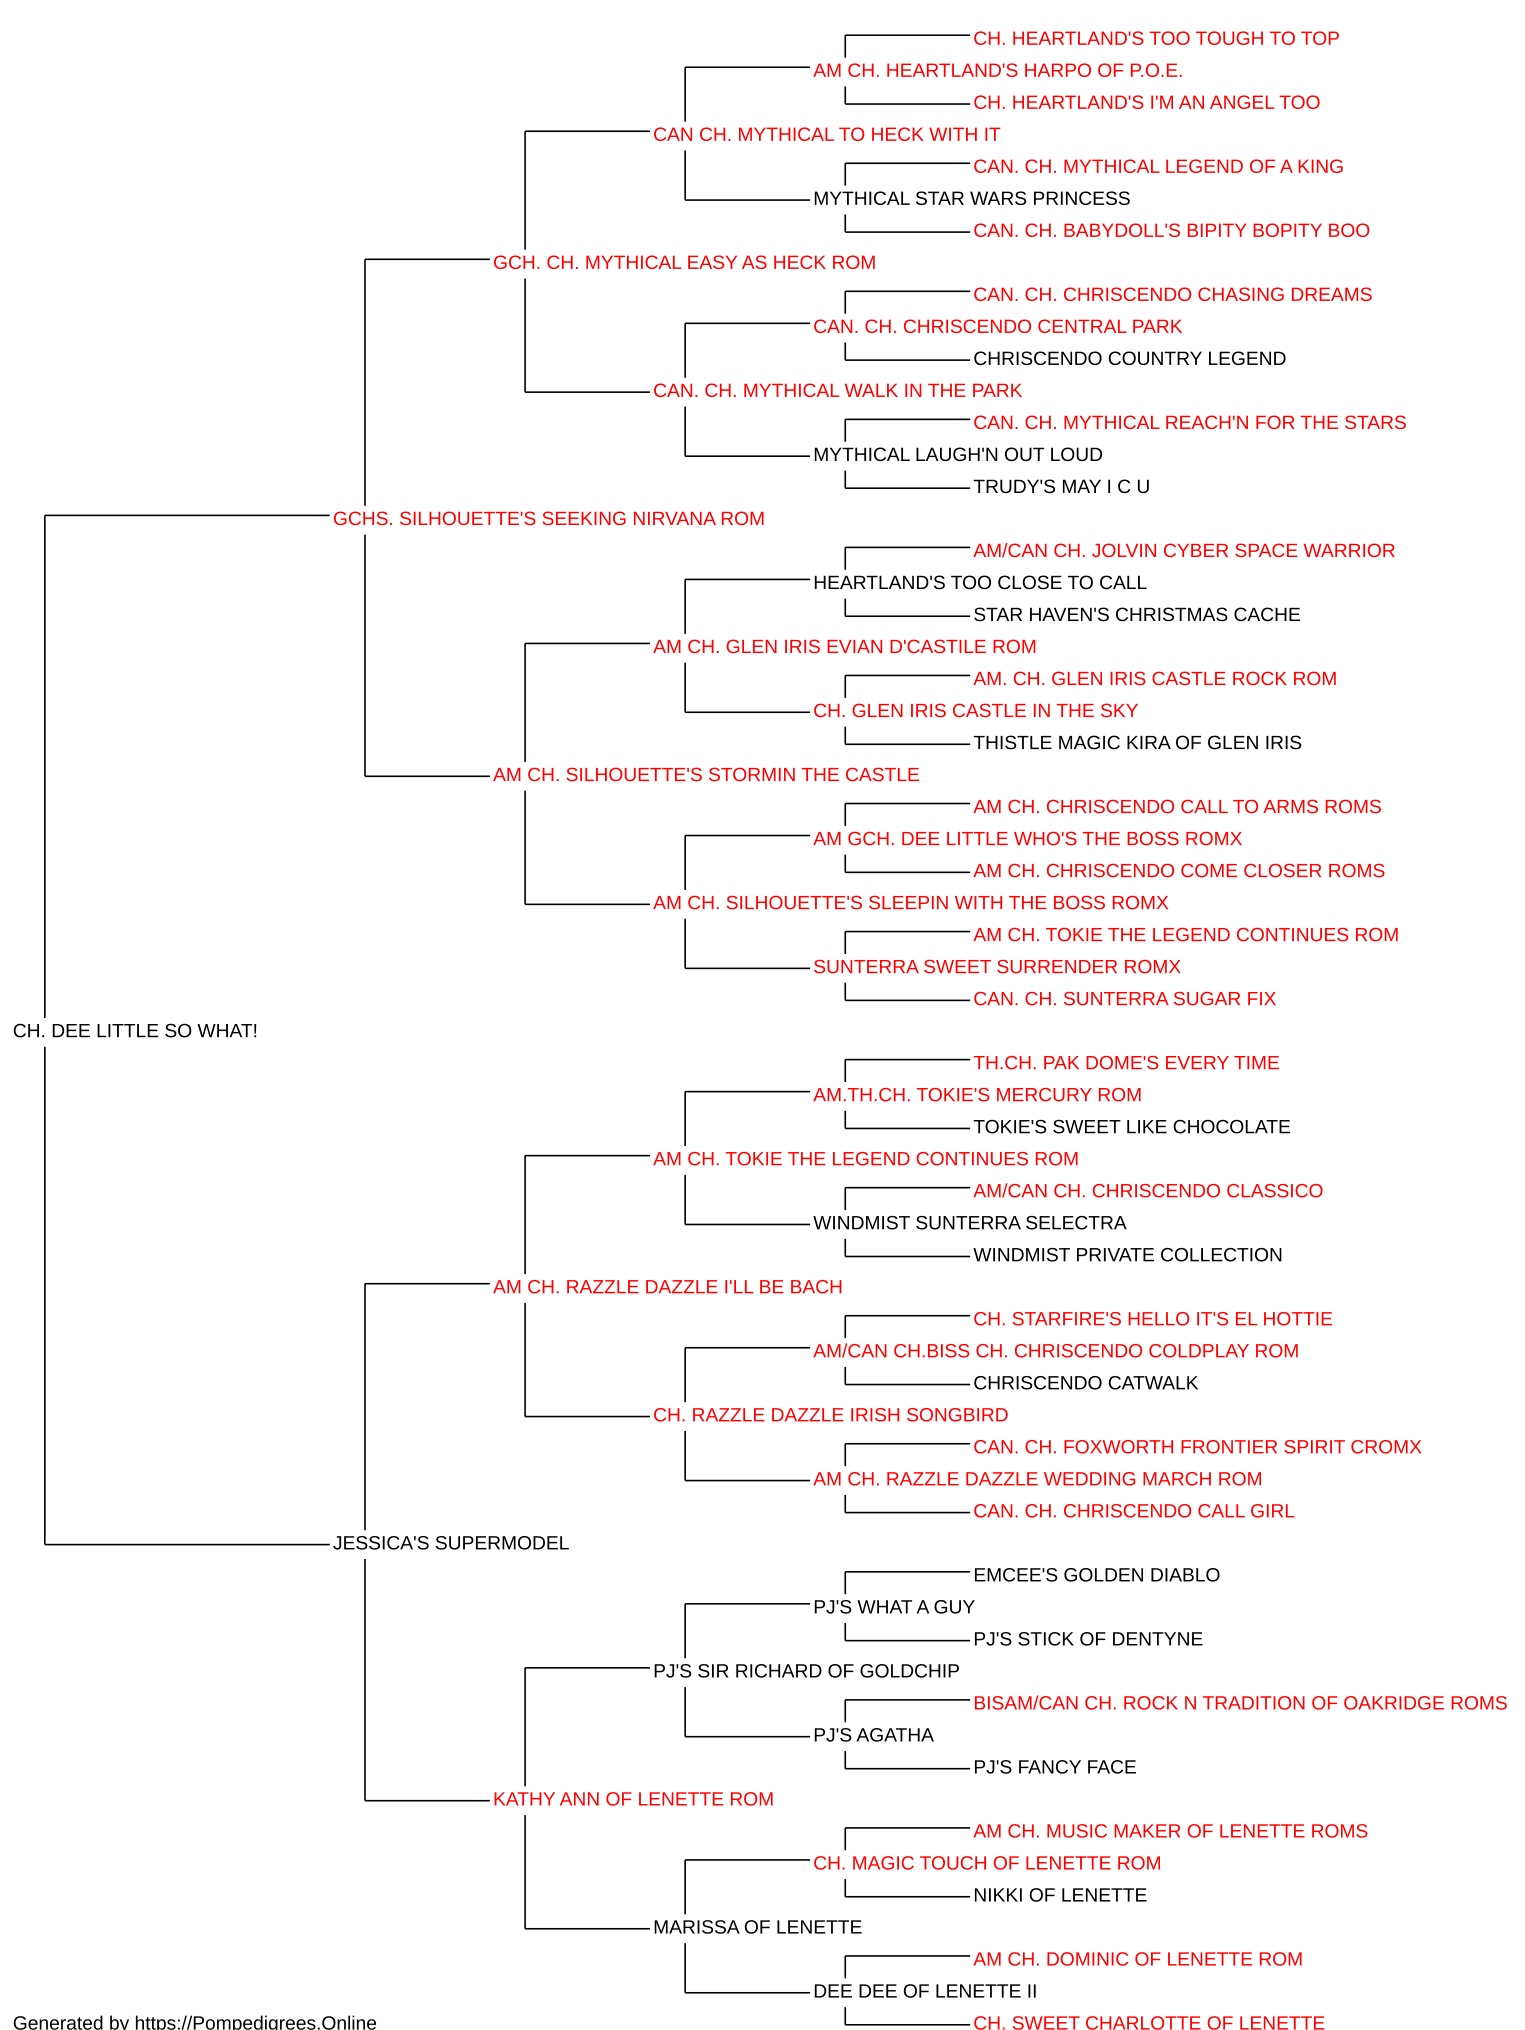 CH. HEARTLAND'S TOO TOUGH TO TOP
AM CH. HEARTLAND'S HARPO OF P.O.E.
CH. HEARTLAND'S I'M AN ANGEL TOO
CAN CH. MYTHICAL TO HECK WITH IT
CAN. CH. MYTHICAL LEGEND OF A KING
MYTHICAL STAR WARS PRINCESS
CAN. CH. BABYDOLL'S BIPITY BOPITY BOO
GCH. CH. MYTHICAL EASY AS HECK ROM
CAN. CH. CHRISCENDO CHASING DREAMS
CAN. CH. CHRISCENDO CENTRAL PARK
CHRISCENDO COUNTRY LEGEND
CAN. CH. MYTHICAL WALK IN THE PARK
CAN. CH. MYTHICAL REACH'N FOR THE STARS
MYTHICAL LAUGH'N OUT LOUD
TRUDY'S MAY I C U
GCHS. SILHOUETTE'S SEEKING NIRVANA ROM
AM/CAN CH. JOLVIN CYBER SPACE WARRIOR
HEARTLAND'S TOO CLOSE TO CALL
STAR HAVEN'S CHRISTMAS CACHE
AM CH. GLEN IRIS EVIAN D'CASTILE ROM
AM. CH. GLEN IRIS CASTLE ROCK ROM
CH. GLEN IRIS CASTLE IN THE SKY
THISTLE MAGIC KIRA OF GLEN IRIS
AM CH. SILHOUETTE'S STORMIN THE CASTLE
AM CH. CHRISCENDO CALL TO ARMS ROMS
AM GCH. DEE LITTLE WHO'S THE BOSS ROMX
AM CH. CHRISCENDO COME CLOSER ROMS
AM CH. SILHOUETTE'S SLEEPIN WITH THE BOSS ROMX
AM CH. TOKIE THE LEGEND CONTINUES ROM
SUNTERRA SWEET SURRENDER ROMX
CAN. CH. SUNTERRA SUGAR FIX
CH. DEE LITTLE SO WHAT!
TH.CH. PAK DOME'S EVERY TIME
AM.TH.CH. TOKIE'S MERCURY ROM
TOKIE'S SWEET LIKE CHOCOLATE
AM CH. TOKIE THE LEGEND CONTINUES ROM
AM/CAN CH. CHRISCENDO CLASSICO
WINDMIST SUNTERRA SELECTRA
WINDMIST PRIVATE COLLECTION
AM CH. RAZZLE DAZZLE I'LL BE BACH
CH. STARFIRE'S HELLO IT'S EL HOTTIE
AM/CAN CH.BISS CH. CHRISCENDO COLDPLAY ROM
CHRISCENDO CATWALK
CH. RAZZLE DAZZLE IRISH SONGBIRD
CAN. CH. FOXWORTH FRONTIER SPIRIT CROMX
AM CH. RAZZLE DAZZLE WEDDING MARCH ROM
CAN. CH. CHRISCENDO CALL GIRL
JESSICA'S SUPERMODEL
EMCEE'S GOLDEN DIABLO
PJ'S WHAT A GUY
PJ'S STICK OF DENTYNE
PJ'S SIR RICHARD OF GOLDCHIP
BISAM/CAN CH. ROCK N TRADITION OF OAKRIDGE ROMS
PJ'S AGATHA
PJ'S FANCY FACE
KATHY ANN OF LENETTE ROM
AM CH. MUSIC MAKER OF LENETTE ROMS
CH. MAGIC TOUCH OF LENETTE ROM
NIKKI OF LENETTE
MARISSA OF LENETTE
AM CH. DOMINIC OF LENETTE ROM
DEE DEE OF LENETTE II
CH. SWEET CHARLOTTE OF LENETTE
Generated by https://Pompedigrees.Online